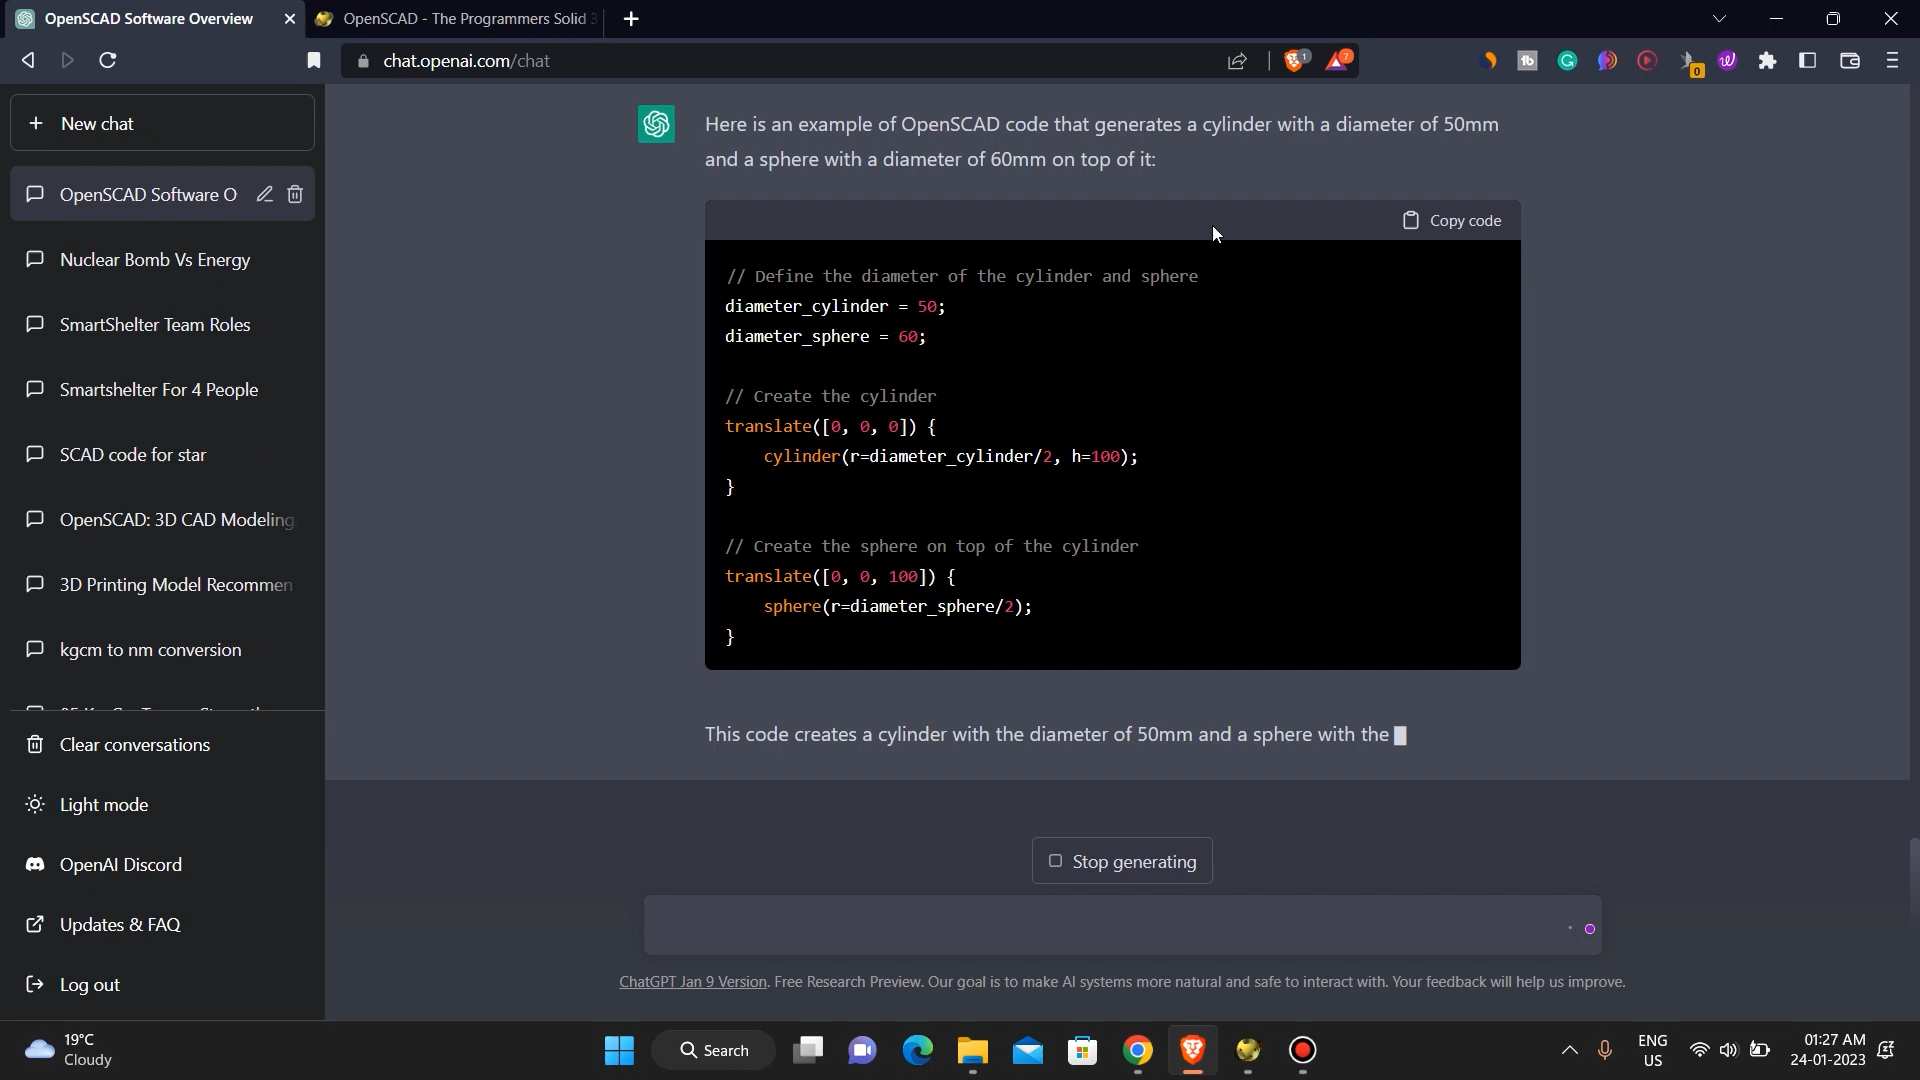 OpenSCAD Software Overview
OpenSCAD - The Programmers Solid 3
chat.openai.com/chat
1
7
tb
0
New chat
OpenSCAD Software O
Nuclear Bomb Vs Energy
SmartShelter Team Roles
Smartshelter For 4 People
SCAD code for star
OpenSCAD: 3D CAD Modeling
3D Printing Model Recommen
kgcm to nm conversion
Clear conversations
Light mode
OpenAI Discord
Updates & FAQ
Log out
Here is an example of OpenSCAD code that generates a cylinder with a diameter of 50mm
and a sphere with a diameter of 60mm on top of it:
Copy code
// Define the diameter of the cylinder and sphere
diameter_cylinder = 50;
diameter_sphere = 60;
// Create the cylinder
translate([0, 0, 0]) {
cylinder(r=diameter_cylinder/2, h=100);
}
// Create the sphere on top of the cylinder
translate([0, 0, 100]) {
sphere(r=diameter_sphere/2);
}
This code creates a cylinder with the diameter of 50mm and a sphere with the
Stop generating
ChatGPT Jan 9 Version. Free Research Preview. Our goal is to make AI systems more natural and safe to interact with. Your feedback will help us improve.
19°C
Cloudy
Search
ENG
US
01:27 AM
24-01-2023